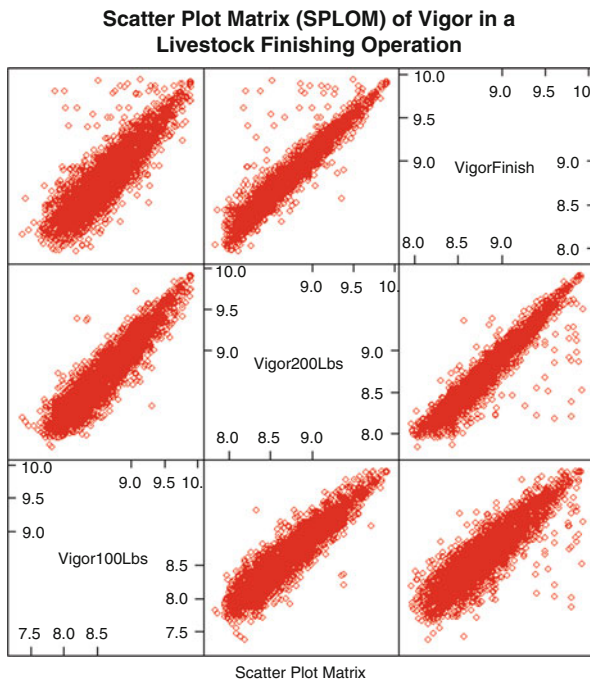 Scatter Plot Matrix (SPLOM) of Vigor in a
Livestock Finishing Operation
10.0
9.0 9.5 10.
9.5
9.0
VigorFinish
9.0
8.5
8.0 8.5 9.0
8.0
10.0
9.0 9.5 10.
9.5
9.0
9.0
Vigor200Lbs
8.5
8.0 8.5 9.0
8.0
10.0
9.0 9.5 10.
9.5
9.0
Vigor100Lbs
8.5
8.0
7.5 8.0 8.5
7.5
Scatter Plot Matrix